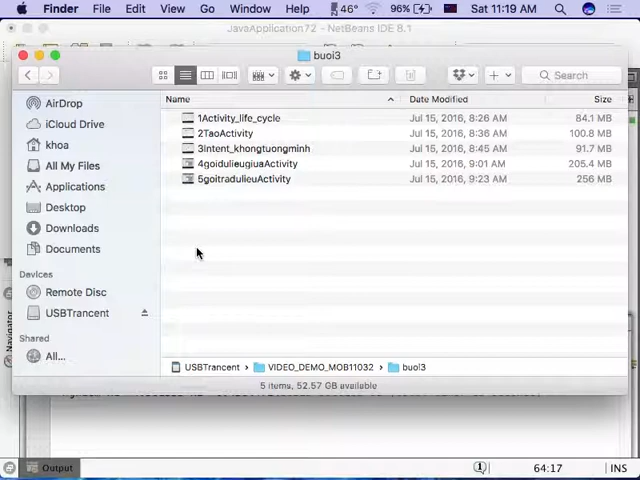 Finder File Edit View Go Window Help 46° 96% Sat 11:19 AM
JavaApplication72 - NetBeans IDE 8.1
buoi3
Search
Name Date Modified Size
AirDrop
iCloud Drive
khoa
All My Files
Applications
Desktop
Downloads
Documents
Devices
Remote Disc
USBTrancent
Shared
All...
1Activity_life_cycle Jul 15, 2016, 8:26 AM 84.1 MB
2TaoActivity Jul 15, 2016, 8:36 AM 100.8 MB
3intent_khongtuongminh Jul 15, 2016, 8:45 AM 91.7 MB
4goidulieugiuaActivity Jul 15, 2016, 9:01 AM 205.4 MB
5goitradulieuActivity Jul 15, 2016, 9:23 AM 256 MB
USBTrancent › VIDEO_DEMO_MOB11032 › buoi3
5 items, 52.57 GB available
Navigator
Output 64:17 INS